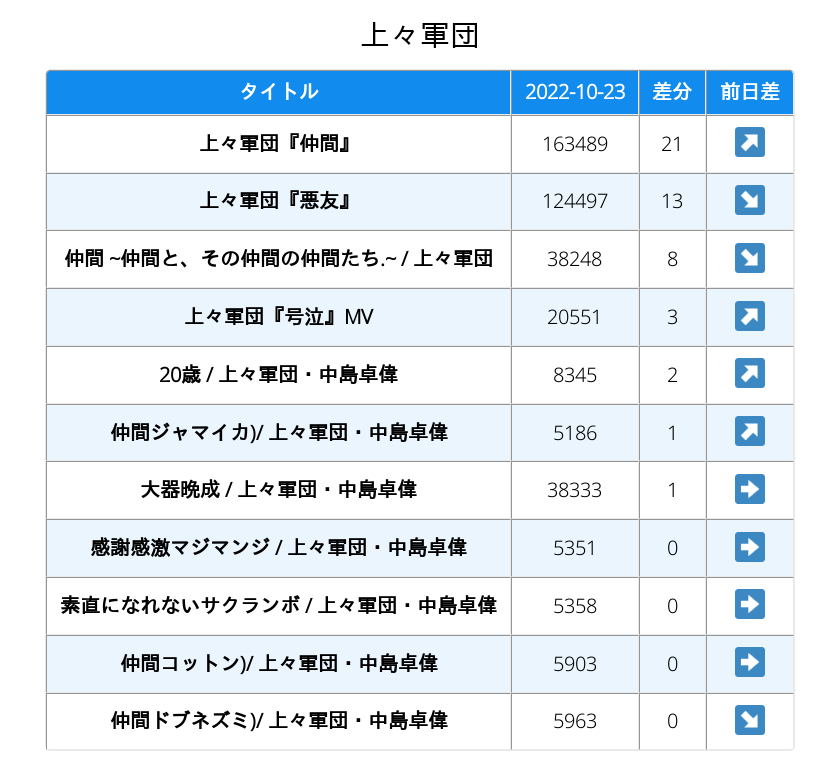 上々軍団
タイトル 2022-10-23 差分 前日差
上々軍団『仲間』 163489 21 ↗
上々軍団『悪友』 124497 13 ↘
仲間 ~仲間と、その仲間の仲間たち.~ / 上々軍団 38248 8 ↘
上々軍団『号泣』MV 20551 3 ↗
20歳 / 上々軍団・中島卓偉 8345 2 ↗
仲間ジャマイカ)/ 上々軍団・中島卓偉 5186 1 ↗
大器晩成 / 上々軍団・中島卓偉 38333 1 ➡
感謝感激マジマンジ / 上々軍団・中島卓偉 5351 0 ➡
素直になれないサクランボ / 上々軍団・中島卓偉 5358 0 ➡
仲間コットン)/ 上々軍団・中島卓偉 5903 0 ➡
仲間ドブネズミ)/ 上々軍団・中島卓偉 5963 0 ↘